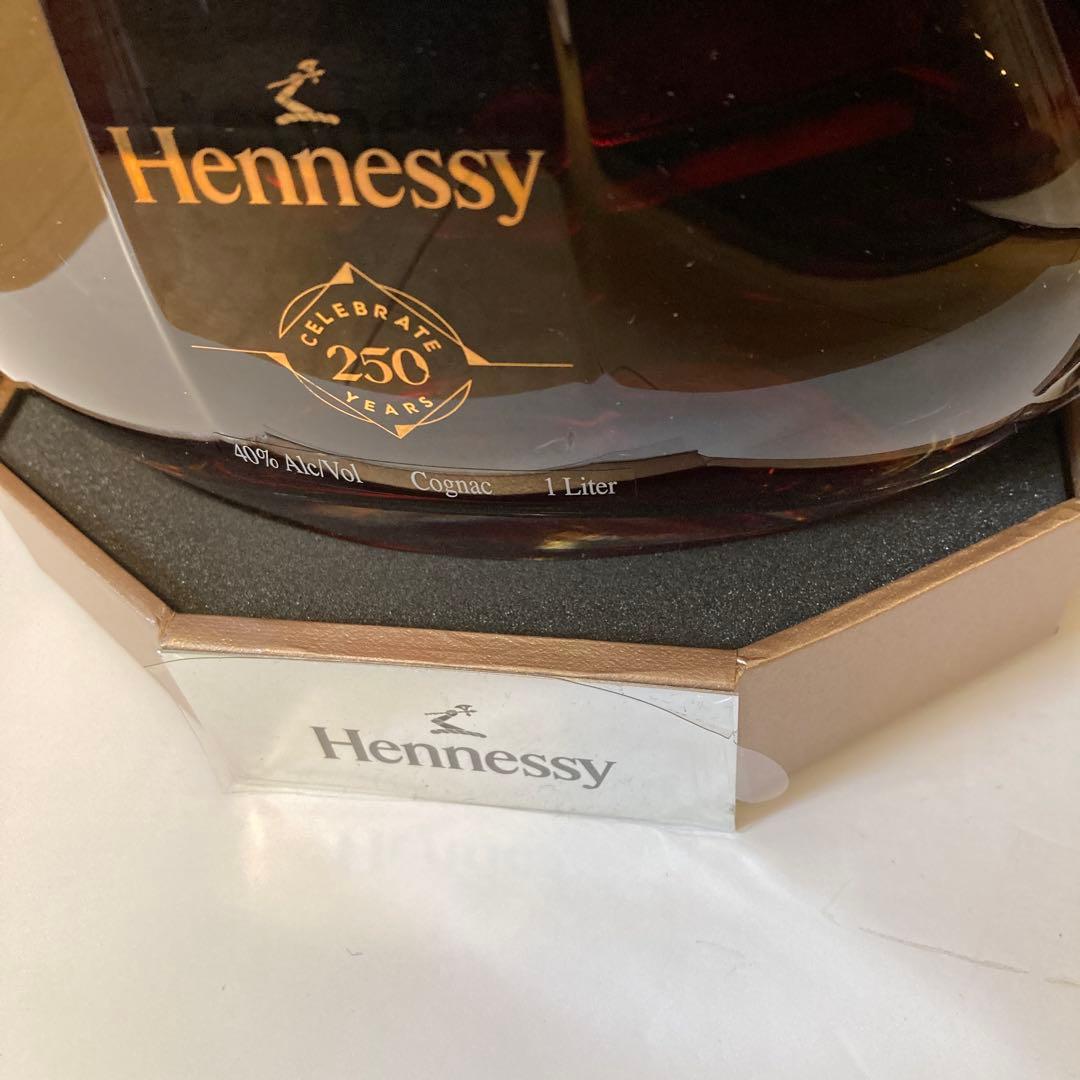 Hennessy
CELEBRATE
250
YEARS
40% Alc/Vol Cognac 1 Liter
Hennessy